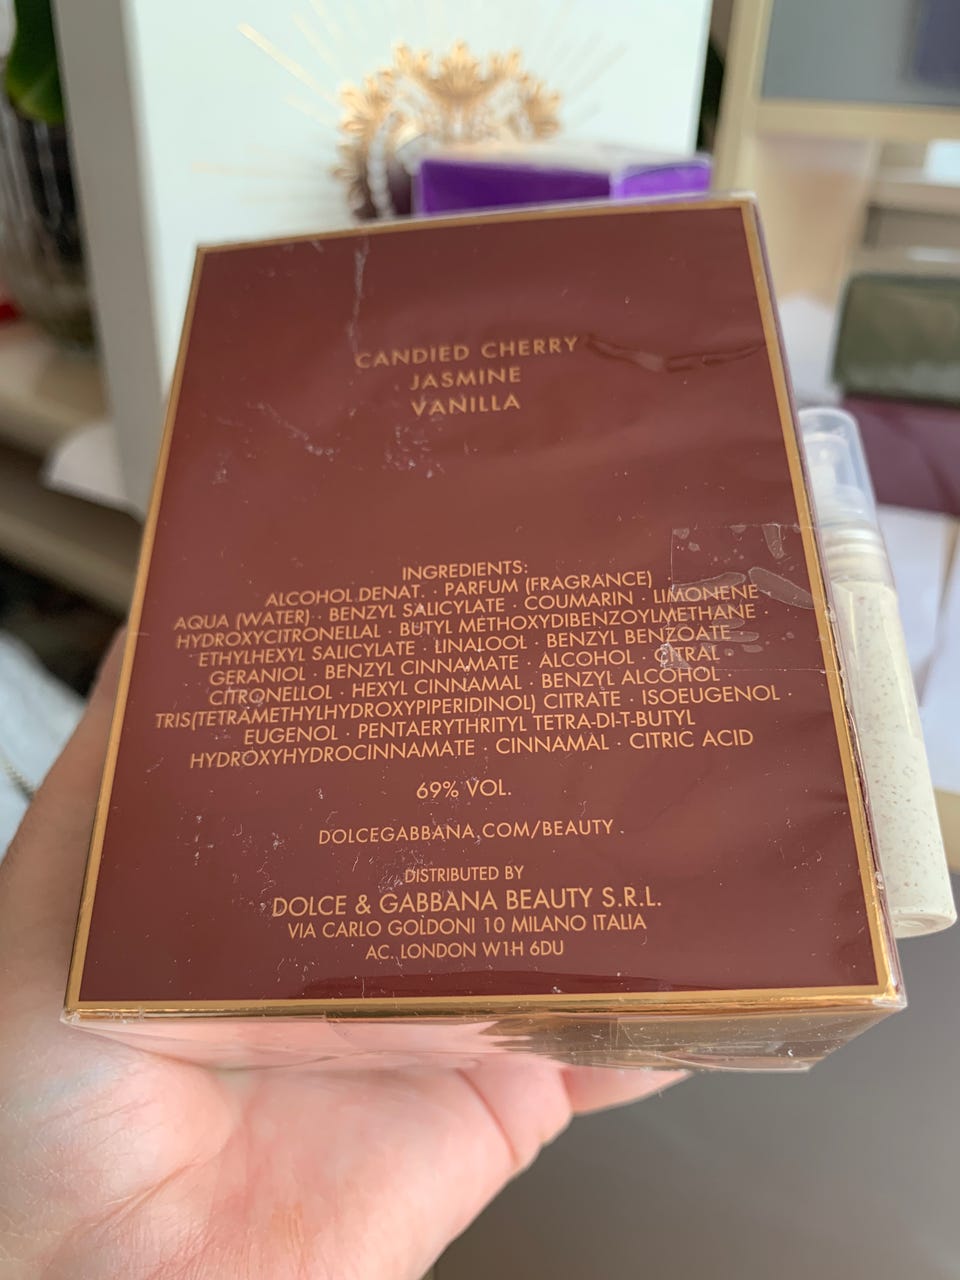 CANDIED CHERRY
JASMINE
VANILLA
INGREDIENTS:
ALCOHOL DENAT. · PARFUM (FRAGRANCE)
AQUA (WATER) · BENZYL SALICYLATE · COUMARIN · LIMONENE
HYDROXYCITRONELLAL · BUTYL METHOXYDIBENZOYLMETHANE ·
ETHYLHEXYL SALICYLATE · LINALOOL · BENZYL BENZOATE
GERANIOL · BENZYL CINNAMATE · ALCOHOL · CITRAL
CITRONELLOL · HEXYL CINNAMAL · BENZYL ALCOHOL ·
TRIS(TETRAMETHYLHYDROXYPIPERIDINOL) CITRATE · ISOEUGENOL ·
EUGENOL · PENTAERYTHRITYL TETRA-DI-T-BUTYL
HYDROXYHYDROCINNAMATE · CINNAMAL · CITRIC ACID
69% VOL.
DOLCEGABBANA.COM/BEAUTY
DISTRIBUTED BY
DOLCE & GABBANA BEAUTY S.R.L.
VIA CARLO GOLDONI 10 MILANO ITALIA
AC. LONDON W1H 6DU